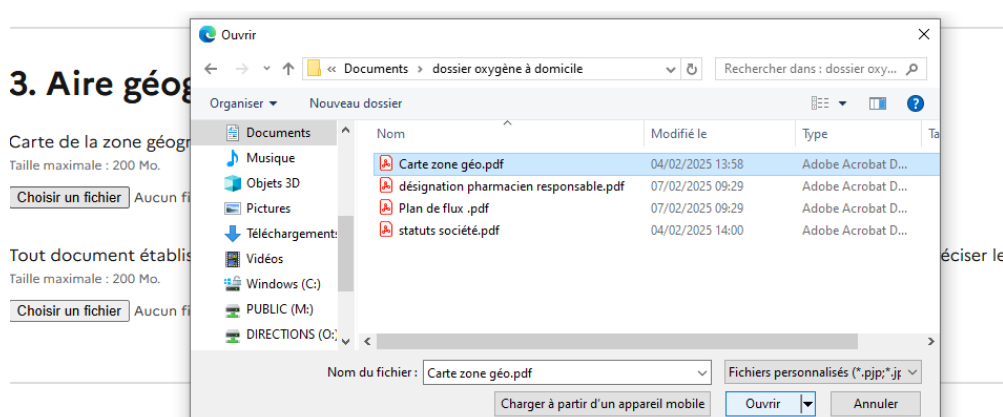 Ouvrir
« Documents › dossier oxygène à domicile
Rechercher dans : dossier oxy...
Organiser
Nouveau dossier
3. Aire géog
Carte de la zone géogr
Taille maximale : 200 Mo.
Choisir un fichier Aucun fi
Tout document établis
éciser le
Taille maximale : 200 Mo.
Choisir un fichier Aucun fi
Documents
Musique
Objets 3D
Pictures
Téléchargements
Vidéos
Windows (C:)
PUBLIC (M:)
DIRECTIONS (O:)
Nom Modifié le Type Ta
Carte zone géo.pdf 04/02/2025 13:58 Adobe Acrobat D...
désignation pharmacien responsable.pdf 07/02/2025 09:29 Adobe Acrobat D...
Plan de flux .pdf 07/02/2025 09:29 Adobe Acrobat D...
statuts société.pdf 04/02/2025 14:00 Adobe Acrobat D...
Nom du fichier : Carte zone géo.pdf
Fichiers personnalisés (*.pjp;*.jp
Charger à partir d'un appareil mobile
Ouvrir
Annuler